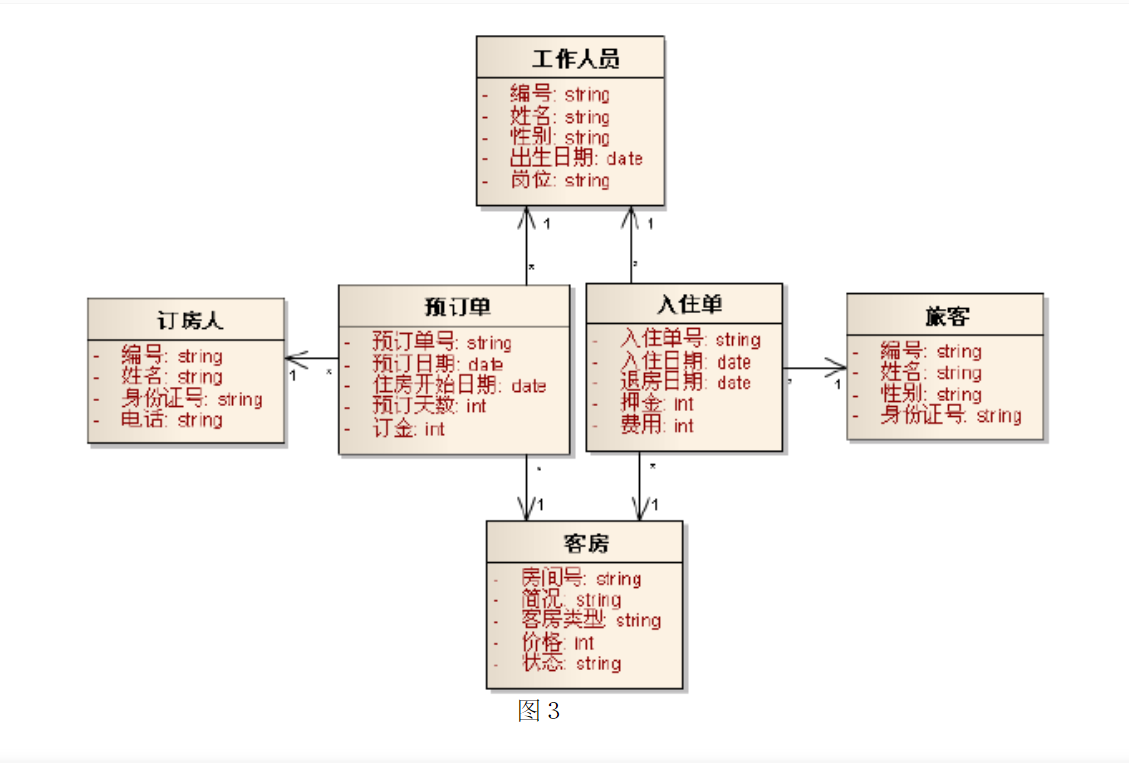 工作人员
- 编号: string
- 姓名: string
- 性别: string
- 出生日期: date
- 岗位: string
1
1
*
*
订房人
- 编号: string
- 姓名: string
- 身份证号: string
- 电话: string
1
*
预订单
- 预订单号: string
- 预订日期: date
- 住房开始日期: date
- 预订天数: int
- 订金: int
入住单
- 入住单号: string
- 入住日期: date
- 退房日期: date
- 押金: int
- 费用: int
*
1
旅客
- 编号: string
- 姓名: string
- 性别: string
- 身份证号: string
*
*
1
1
客房
- 房间号: string
- 简况: string
- 客房类型: string
- 价格: int
- 状态: string
图 3